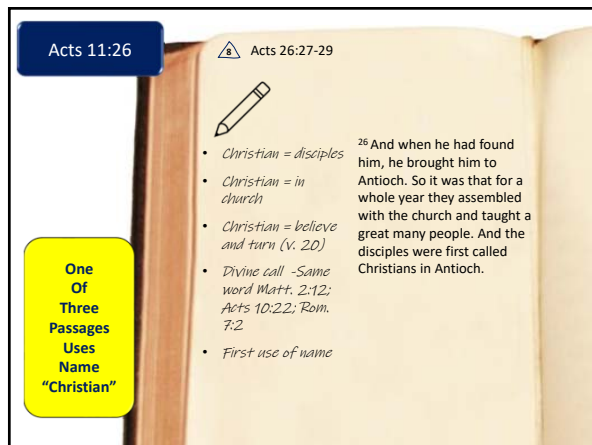 Acts 11:26
8 Acts 26:27-29
• Christian = disciples
• Christian = in
church
• Christian = believe
and turn (v. 20)
• Divine call -Same
word Matt. 2:12;
Acts 10:22; Rom.
7:2
• First use of name
26 And when he had found
him, he brought him to
Antioch. So it was that for a
whole year they assembled
with the church and taught a
great many people. And the
disciples were first called
Christians in Antioch.
One
Of
Three
Passages
Uses
Name
“Christian”